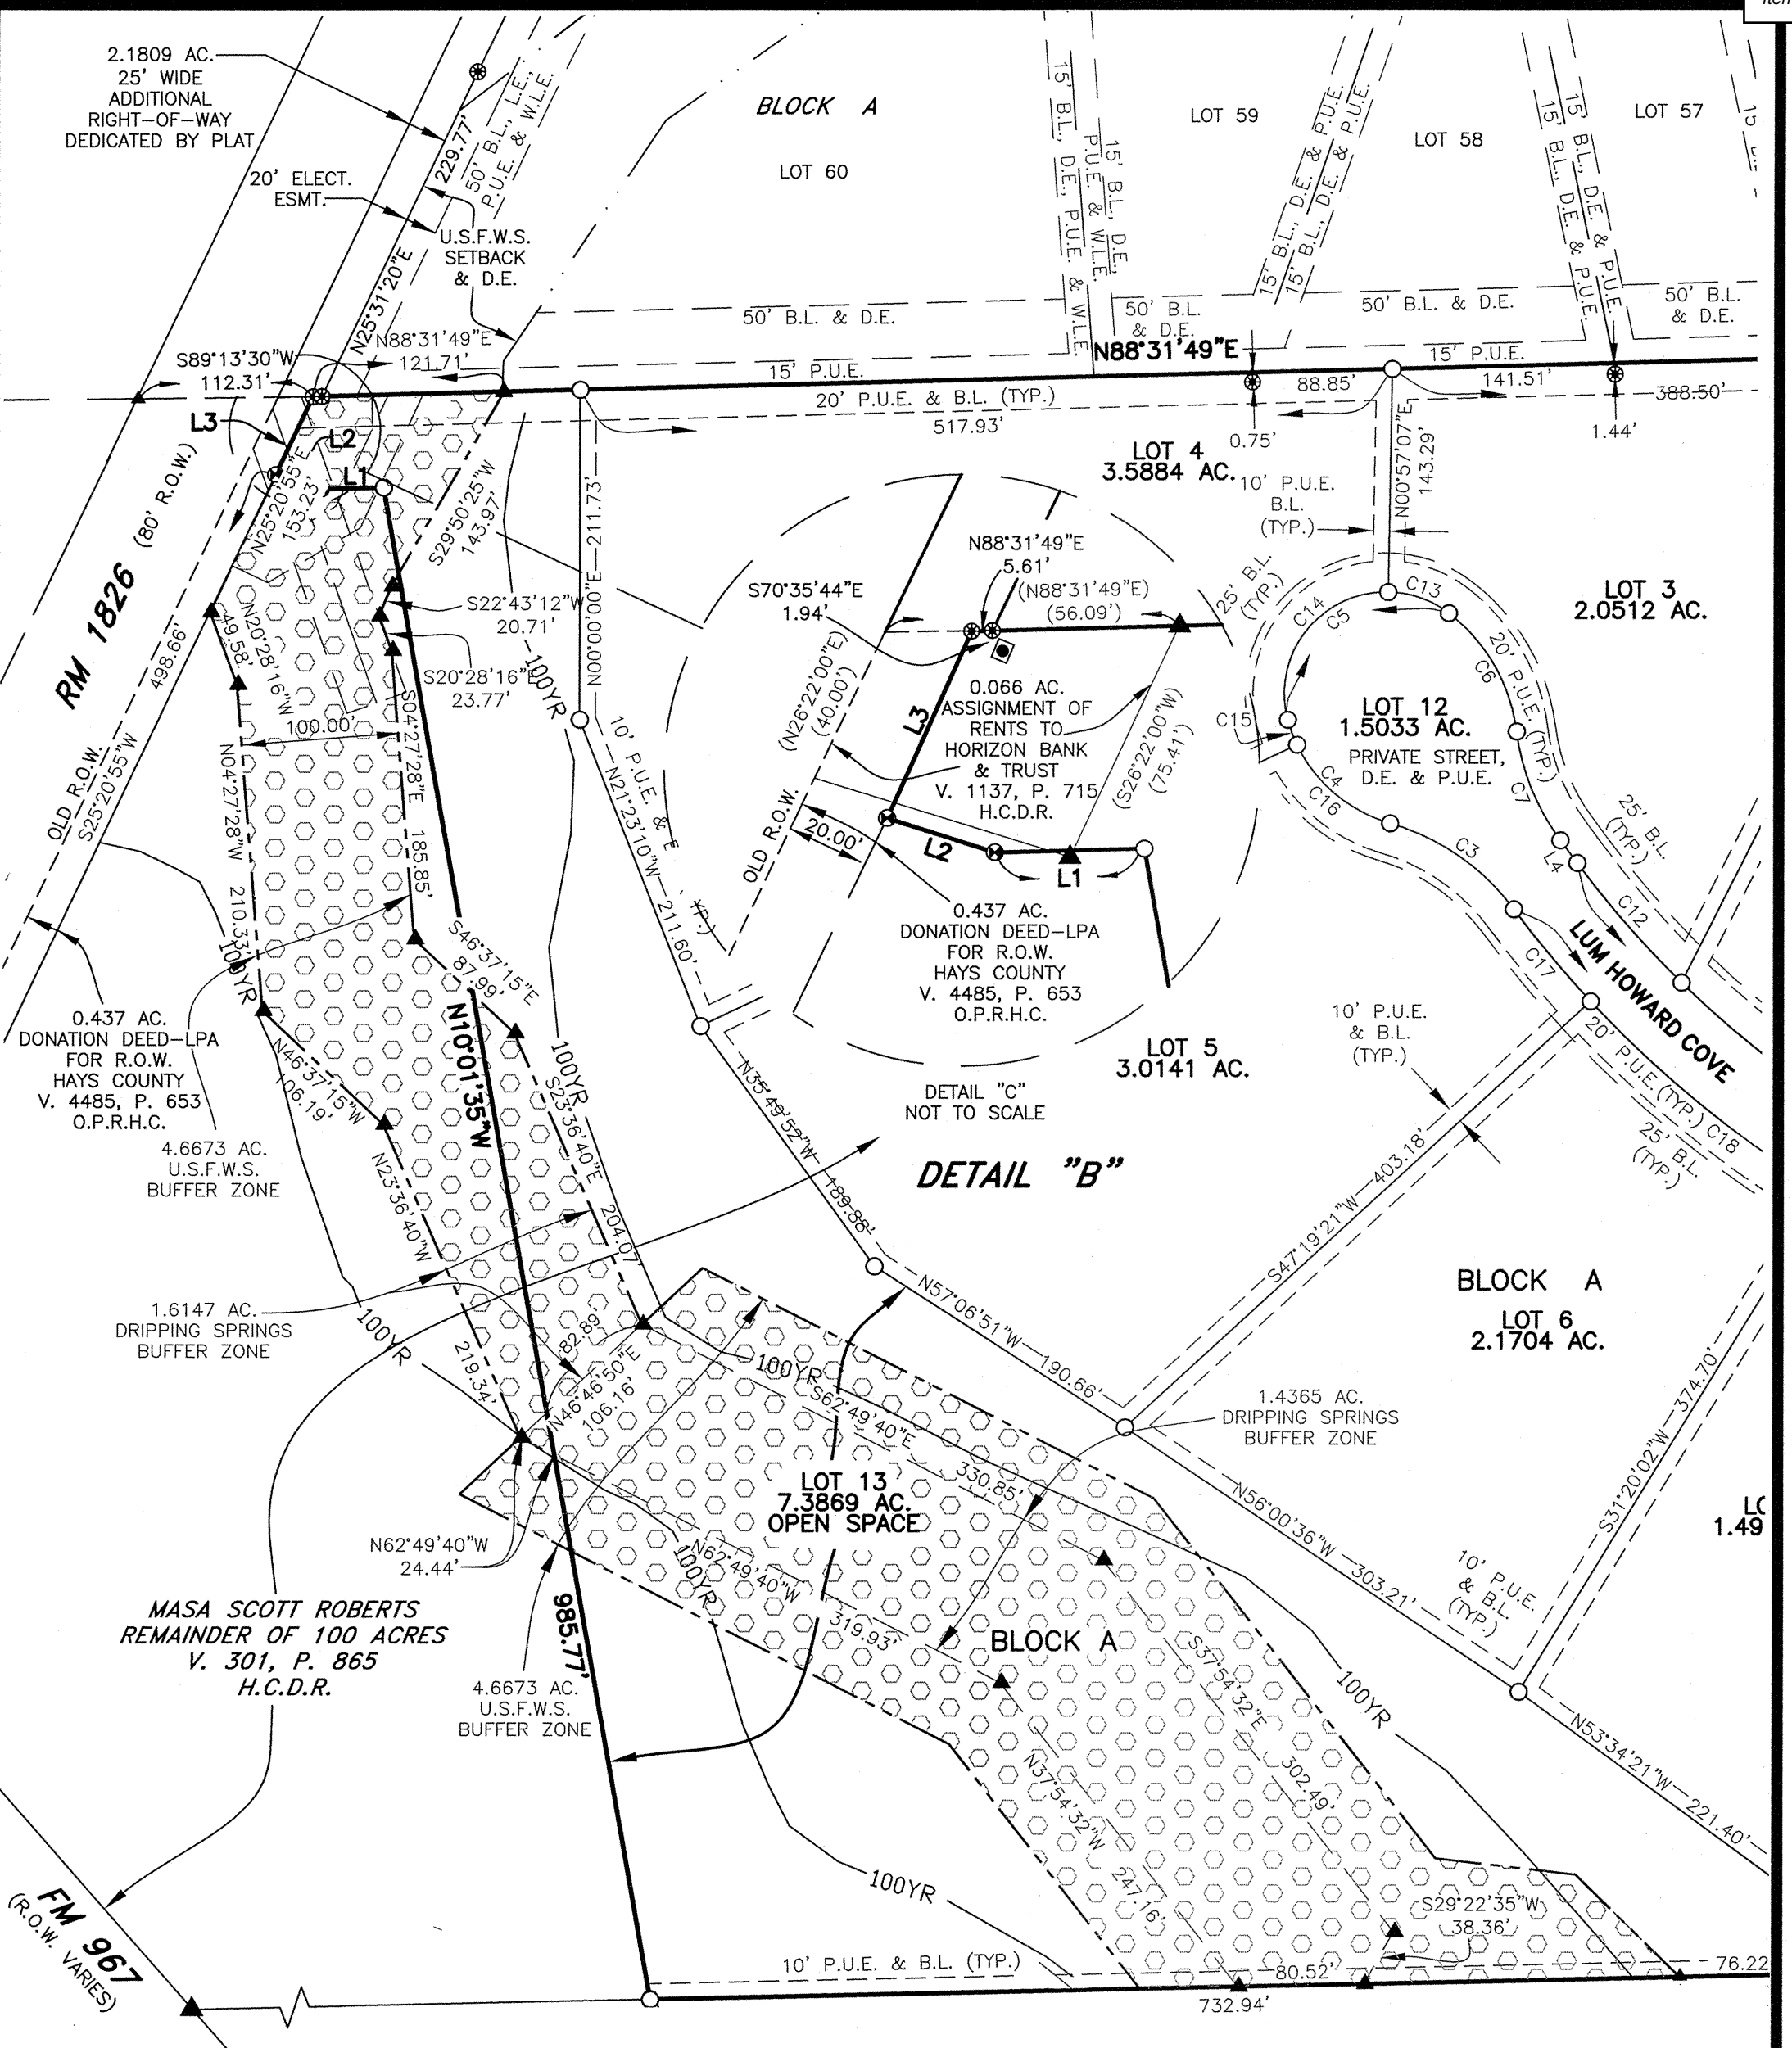 Item
2.1809 AC.
25' WIDE
ADDITIONAL
RIGHT-OF-WAY
DEDICATED BY PLAT
20' ELECT.
ESMT.
229.77'
N25°31'20"E
50' B.L., L.E.,
P.U.E. & W.L.E.
U.S.F.W.S.
SETBACK
& D.E.
BLOCK A
LOT 60
15' B.L., D.E., P.U.E. & W.L.E.
15' B.L., D.E.,
P.U.E. & W.L.E.
LOT 59
15' B.L., D.E. & P.U.E.
15' B.L., D.E. & P.U.E.
LOT 58
15' B.L., D.E. & P.U.E.
15' B.L., D.E. & P.U.E.
LOT 57
50' B.L. & D.E.
50' B.L.
& D.E.
50' B.L. & D.E.
50' B.L.
& D.E.
S89°13'30"W
112.31'
N88°31'49"E
121.71'
15' P.U.E.
N88°31'49"E
15' P.U.E.
20' P.U.E. & B.L. (TYP.)
517.93'
88.85'
0.75'
141.51'
388.50'
1.44'
L3
L2
L1
N25°20'55"E
153.23'
S29°50'25"W
143.97'
RM 1826 (80' R.O.W.)
498.66'
S25°20'55"W
OLD R.O.W.
N20°28'16"W
49.58'
S22°43'12"W
20.71'
S20°28'16"E
23.77'
100YR
N00°00'00"E 211.73'
LOT 4
3.5884 AC.
10' P.U.E.
B.L.
(TYP.)
N00°57'07"E
143.29'
LOT 3
2.0512 AC.
N88°31'49"E
5.61'
(N88°31'49"E)
(56.09')
S70°35'44"E
1.94'
25' B.L.
(TYP.)
C13
C14
C5
C6
20' P.U.E. (TYP.)
C15
LOT 12
1.5033 AC.
PRIVATE STREET,
D.E. & P.U.E.
C4
C16
C7
C3
L4
C12
25' B.L.
(TYP.)
C17
LUM HOWARD COVE
20' P.U.E.(TYP.) C18
25' B.L.
(TYP.)
(N26°22'00"E)
(40.00')
L3
0.066 AC.
ASSIGNMENT OF
RENTS TO
HORIZON BANK
& TRUST
V. 1137, P. 715
H.C.D.R.
(S26°22'00"W)
(75.41')
OLD R.O.W.
20.00'
L2
L1
0.437 AC.
DONATION DEED-LPA
FOR R.O.W.
HAYS COUNTY
V. 4485, P. 653
O.P.R.H.C.
DETAIL "C"
NOT TO SCALE
100.00'
S04°27'28"E
185.85'
N04°27'28"W
210.33'
100YR
10' P.U.E. &
N21°23'10"W 211.60'
S46°37'15"E
87.99'
N10°01'35"W
0.437 AC.
DONATION DEED-LPA
FOR R.O.W.
HAYS COUNTY
V. 4485, P. 653
O.P.R.H.C.
N46°37'15"W
106.19'
100YR
S23°36'40"E
204.07'
N35°49'52"W
189.88'
LOT 5
3.0141 AC.
10' P.U.E.
& B.L.
(TYP.)
4.6673 AC.
U.S.F.W.S.
BUFFER ZONE
N23°36'40"W
219.34'
DETAIL "B"
S47°19'21"W 403.18'
BLOCK A
LOT 6
2.1704 AC.
1.6147 AC.
DRIPPING SPRINGS
BUFFER ZONE
100YR
82.89'
N46°46'50"E
106.16'
100YR
S62°49'40"E
330.85'
N57°06'51"W
190.66'
1.4365 AC.
DRIPPING SPRINGS
BUFFER ZONE
S31°20'02"W 374.70'
LOT 13
7.3869 AC.
OPEN SPACE
N56°00'36"W
303.21'
10' P.U.E.
& B.L.
(TYP.)
1.49
N62°49'40"W
24.44'
N62°49'40"W
319.93'
100YR
MASA SCOTT ROBERTS
REMAINDER OF 100 ACRES
V. 301, P. 865
H.C.D.R.
985.77'
BLOCK A
4.6673 AC.
U.S.F.W.S.
BUFFER ZONE
S37°54'32"E
302.49'
100YR
N53°34'21"W
221.40'
N37°54'32"W
247.16'
100YR
S29°22'35"W
38.36'
FM 967
(R.O.W. VARIES)
10' P.U.E. & B.L. (TYP.)
80.52'
76.22
732.94'